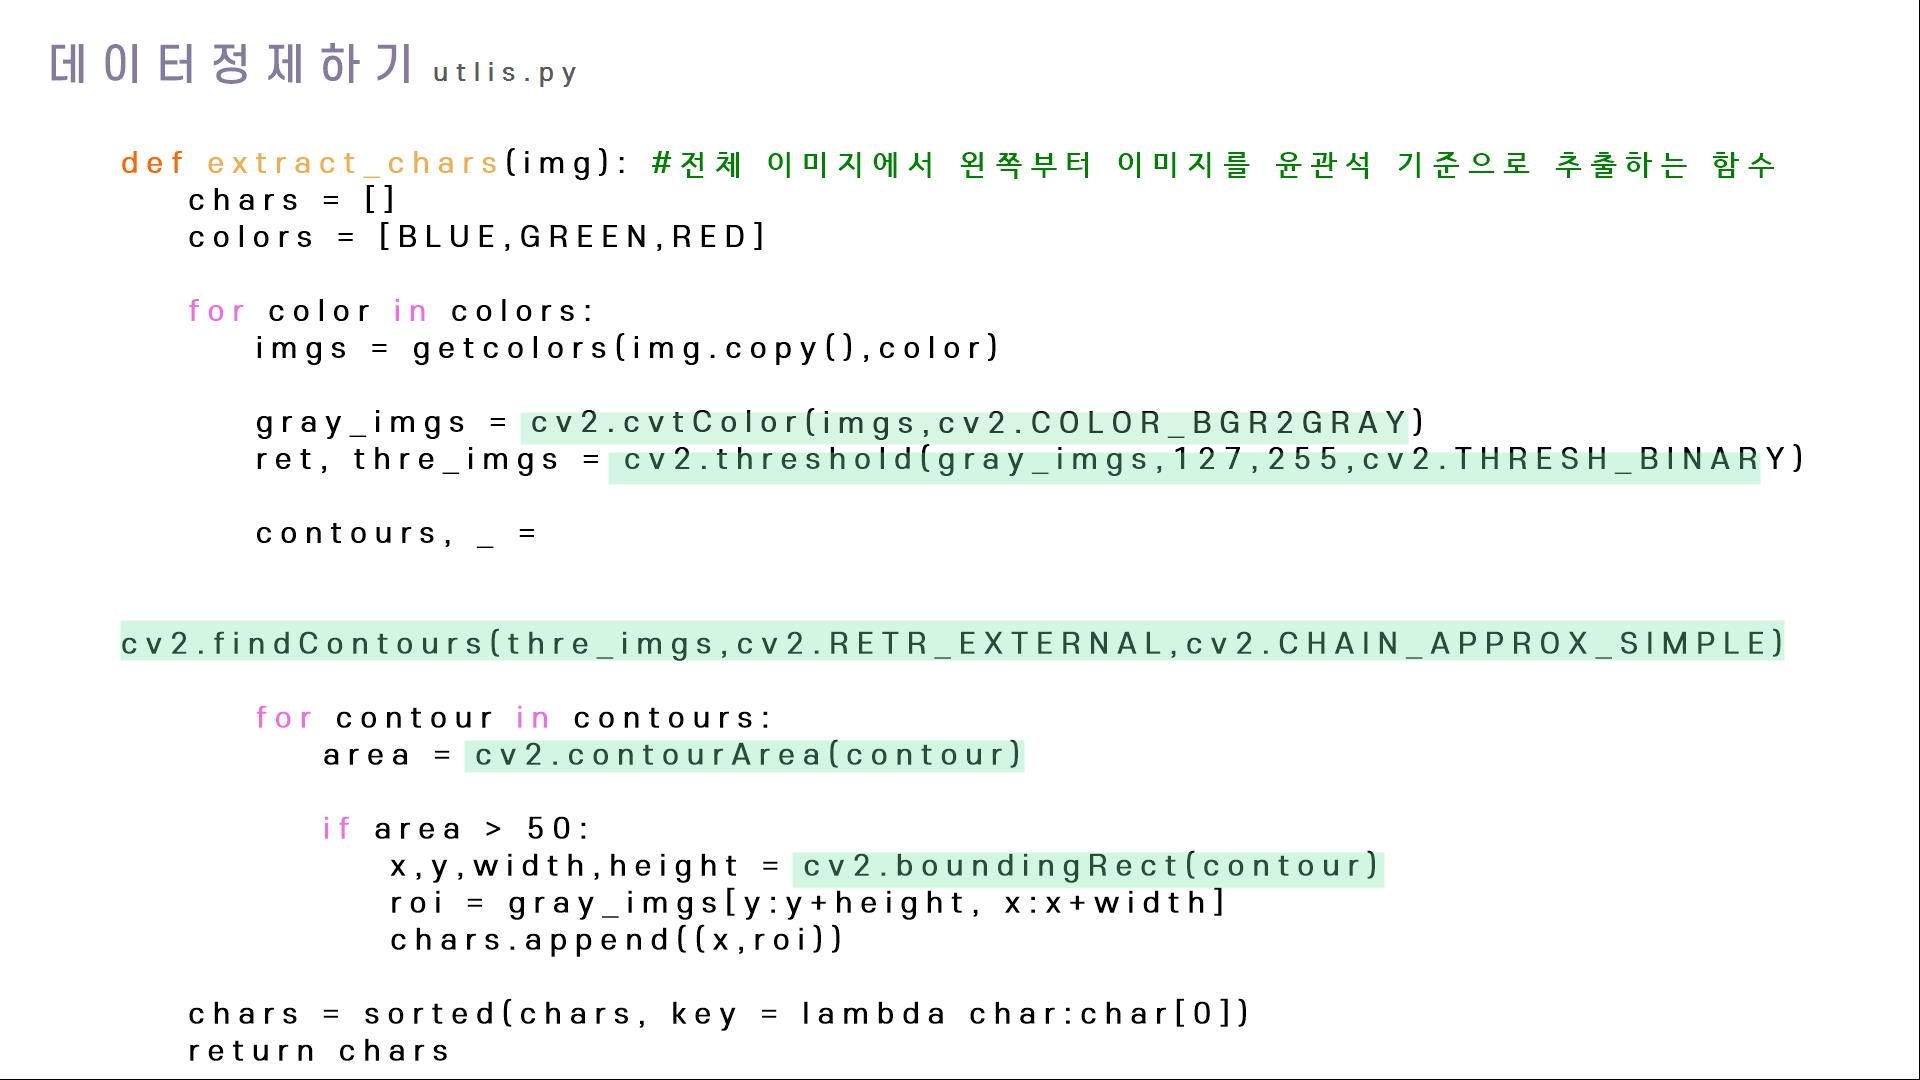 데이터정제하기 utlis.py
def extract_chars(img): #전체 이미지에서 왼쪽부터 이미지를 윤관석 기준으로 추출하는 함수
chars = []
colors = [BLUE,GREEN,RED]
for color in colors:
imgs = getcolors(img.copy(),color)
gray_imgs = cv2.cvtColor(imgs,cv2.COLOR_BGR2GRAY)
ret, thre_imgs = cv2.threshold(gray_imgs,127,255,cv2.THRESH_BINARY)
contours, _ =
cv2.findContours(thre_imgs,cv2.RETR_EXTERNAL,cv2.CHAIN_APPROX_SIMPLE)
for contour in contours:
area = cv2.contourArea(contour)
if area > 50:
x,y,width,height = cv2.boundingRect(contour)
roi = gray_imgs[y:y+height, x:x+width]
chars.append((x,roi))
chars = sorted(chars, key = lambda char:char[0])
return chars